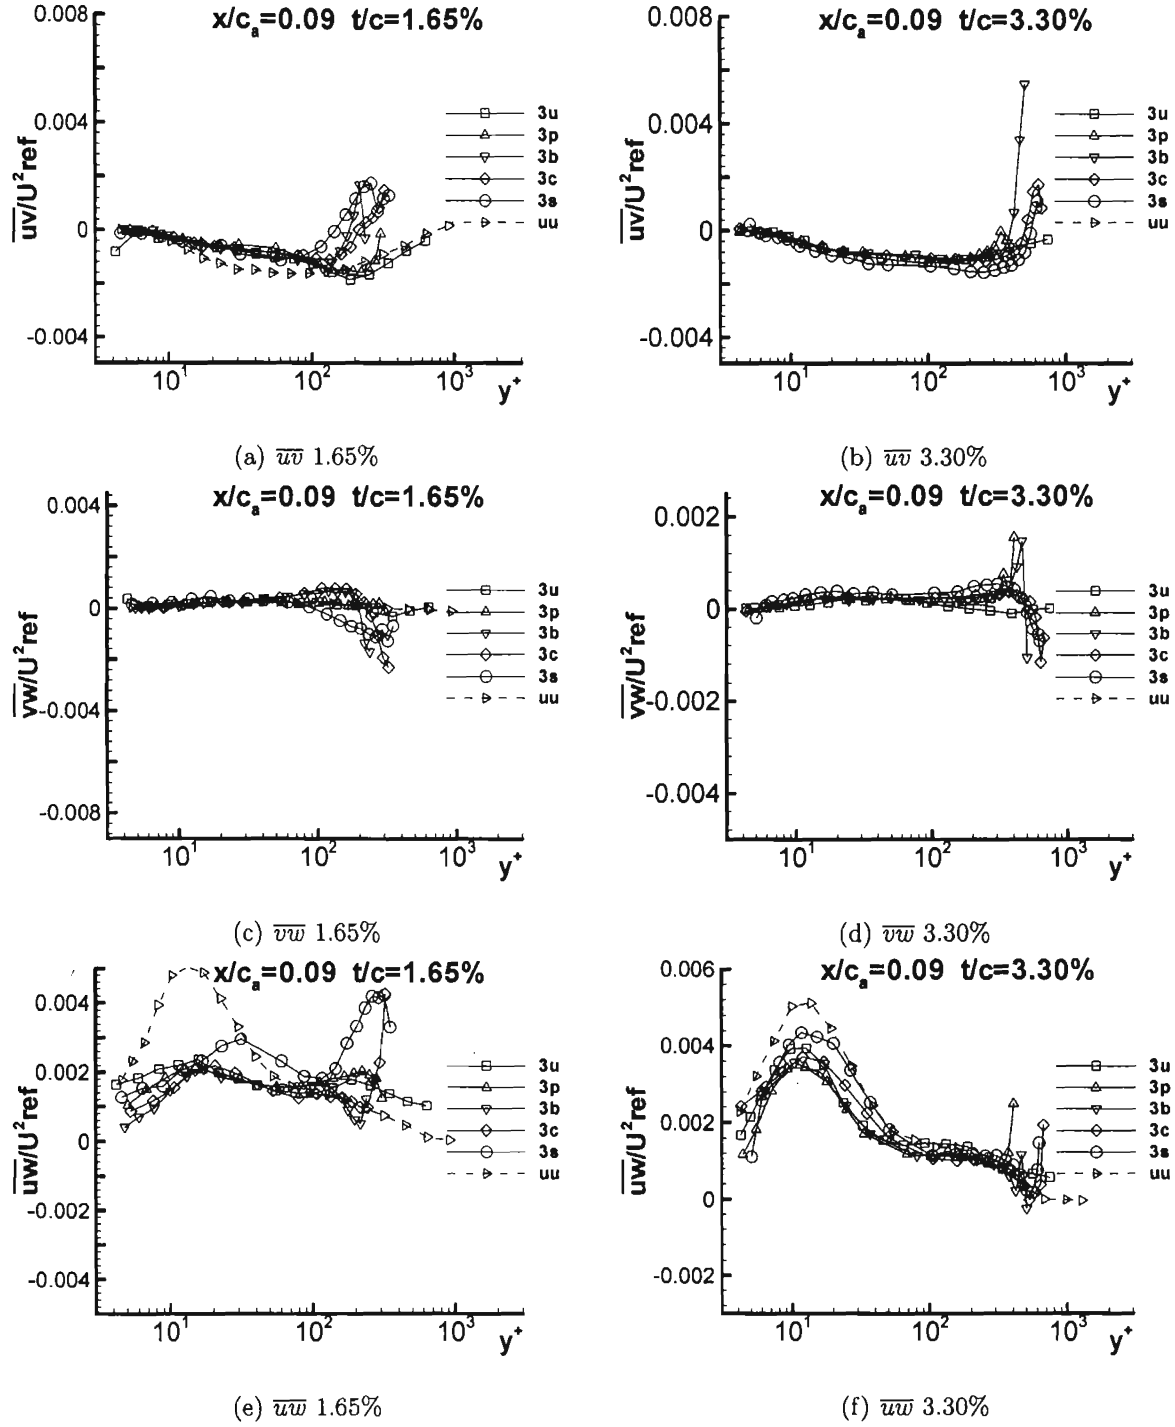 x/cₐ=0.09 t/c=1.65%
0.008
0.004
0
-0.004
uv/U²ref
10¹ 10² 10³ y⁺
3u
3p
3b
3c
3s
uu
(a) uv 1.65%
x/cₐ=0.09 t/c=3.30%
0.008
0.004
0
-0.004
uv/U²ref
10¹ 10² 10³ y⁺
3u
3p
3b
3c
3s
uu
(b) uv 3.30%
x/cₐ=0.09 t/c=1.65%
0.004
0
-0.004
-0.008
vw/U²ref
10¹ 10² 10³ y⁺
3u
3p
3b
3c
3s
uu
(c) vw 1.65%
x/cₐ=0.09 t/c=3.30%
0.002
0
-0.002
-0.004
vw/U²ref
10¹ 10² 10³ y⁺
3u
3p
3b
3c
3s
uu
(d) vw 3.30%
x/cₐ=0.09 t/c=1.65%
0.004
0.002
0
-0.002
-0.004
uw/U²ref
10¹ 10² 10³ y⁺
3u
3p
3b
3c
3s
uu
(e) uw 1.65%
x/cₐ=0.09 t/c=3.30%
0.006
0.004
0.002
0
-0.002
uw/U²ref
10¹ 10² 10³ y⁺
3u
3p
3b
3c
3s
uu
(f) uw 3.30%